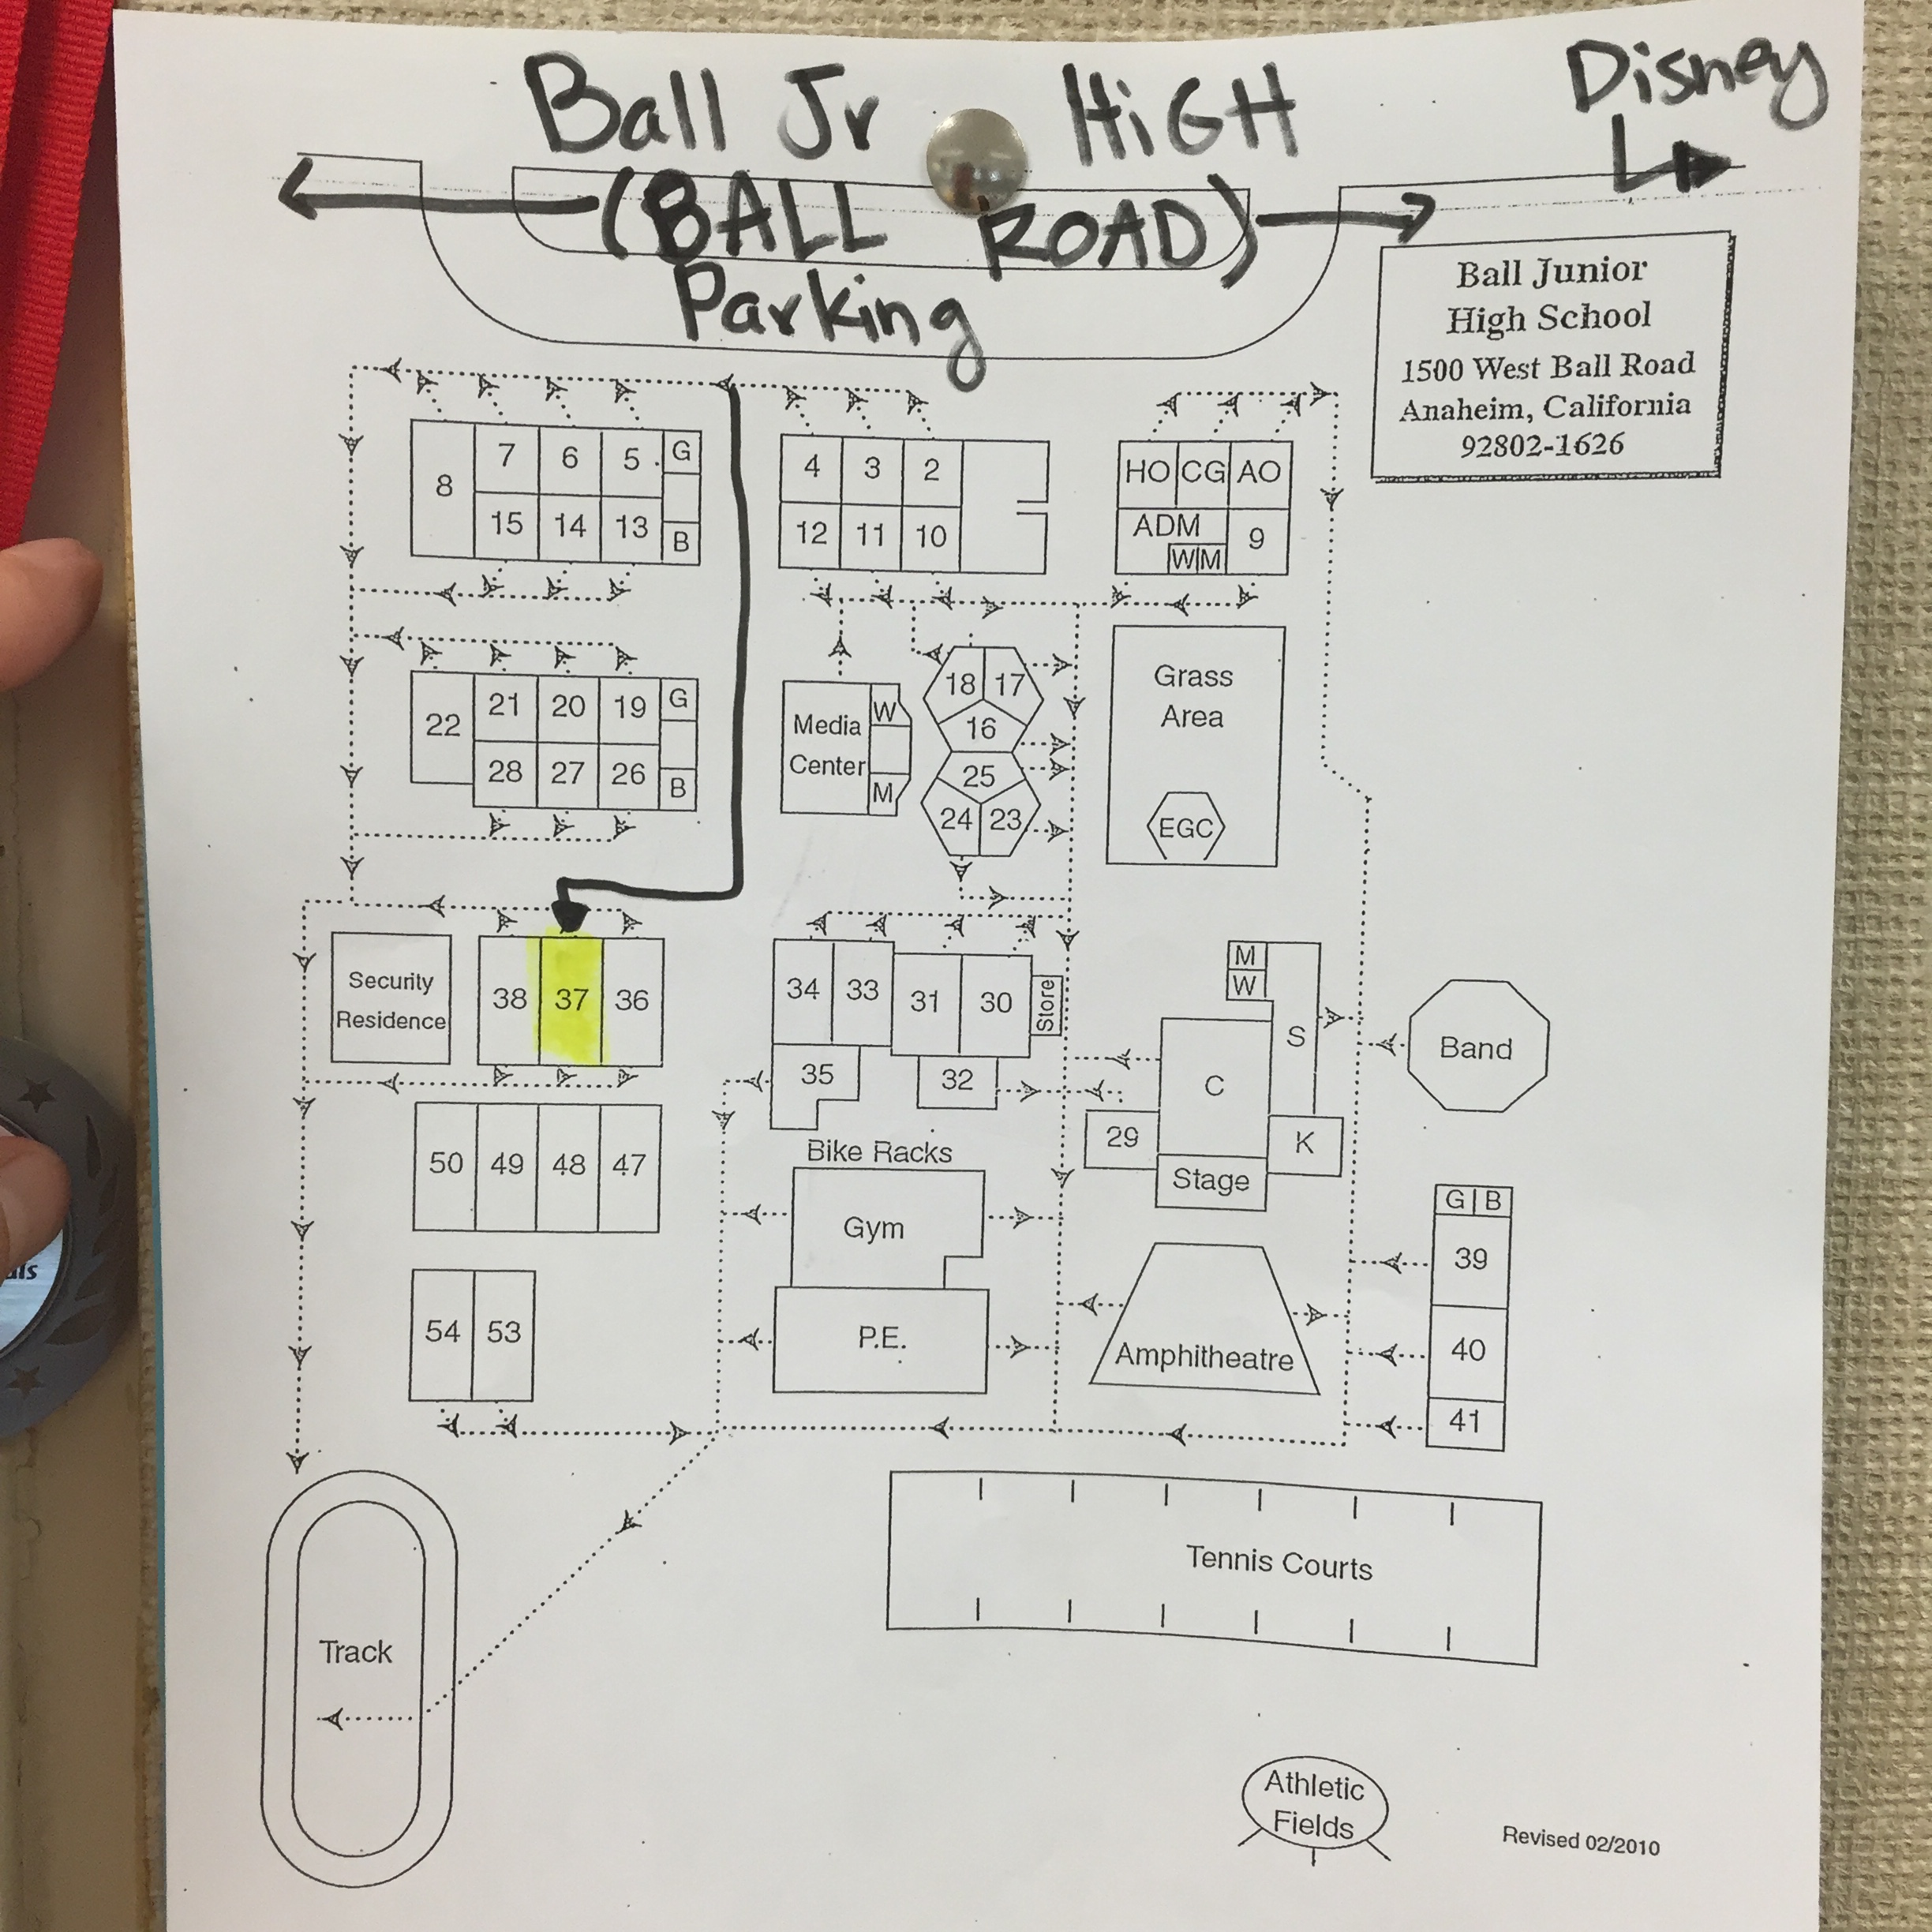 Ball Jr HiGH
Disney
(BALL ROAD)
Parking
Ball Junior
High School
1500 West Ball Road
Anaheim, California
92802-1626
8
7
6
5
G
15
14
13
B
4
3
2
12
11
10
HO
CG
AO
ADM
W
M
9
22
21
20
19
G
28
27
26
B
Media
Center
W
M
18
17
16
25
24
23
Grass
Area
EGC
Security
Residence
38
37
36
34
33
31
30
Store
35
32
M
W
S
C
29
K
Stage
Band
50
49
48
47
Bike Racks
Gym
P.E.
54
53
Amphitheatre
G
B
39
40
41
Tennis Courts
Track
Athletic
Fields
Revised 02/2010